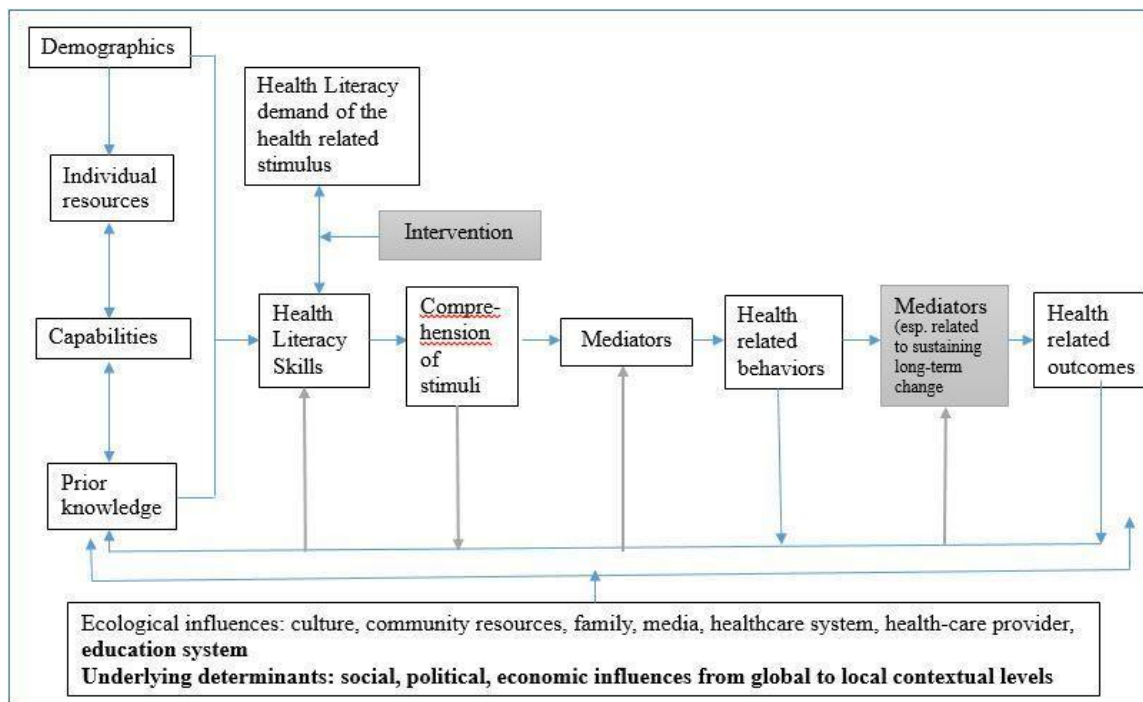 Demographics
Health Literacy
demand of the
health related
stimulus
Individual
resources
Intervention
Capabilities
Health
Literacy
Skills
Compre-
hension
of
stimuli
Mediators
Health
related
behaviors
Mediators
(esp. related
to sustaining
long-term
change
Health
related
outcomes
Prior
knowledge
Ecological influences: culture, community resources, family, media, healthcare system, health-care provider,
education system
Underlying determinants: social, political, economic influences from global to local contextual levels